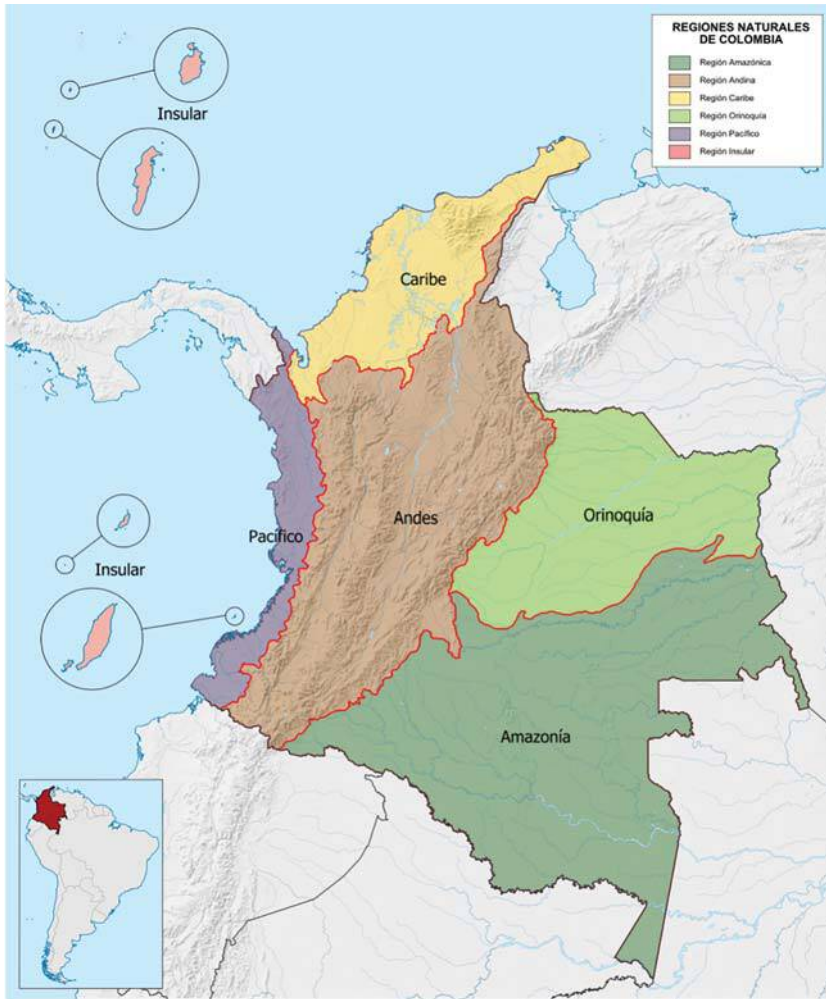 REGIONES NATURALES
DE COLOMBIA
Región Amazónica
Región Andina
Región Caribe
Región Orinoquía
Región Pacífico
Región Insular
Insular
Caribe
Andes
Orinoquía
Pacífico
Insular
Amazonía